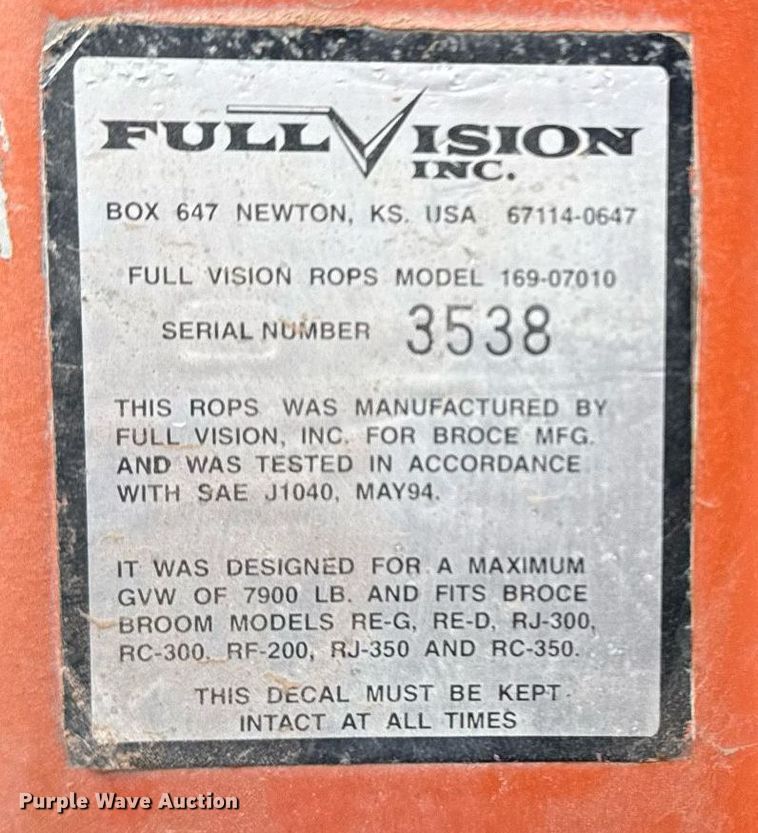 FULL VISION
INC.
BOX 647 NEWTON, KS. USA 67114-0647
FULL VISION ROPS MODEL 169-07010
SERIAL NUMBER 3538
THIS ROPS WAS MANUFACTURED BY
FULL VISION, INC. FOR BROCE MFG.
AND WAS TESTED IN ACCORDANCE
WITH SAE J1040, MAY94.
IT WAS DESIGNED FOR A MAXIMUM
GVW OF 7900 LB. AND FITS BROCE
BROOM MODELS RE-G, RE-D, RJ-300,
RC-300, RF-200, RJ-350 AND RC-350.
THIS DECAL MUST BE KEPT
INTACT AT ALL TIMES
Purple Wave Auction